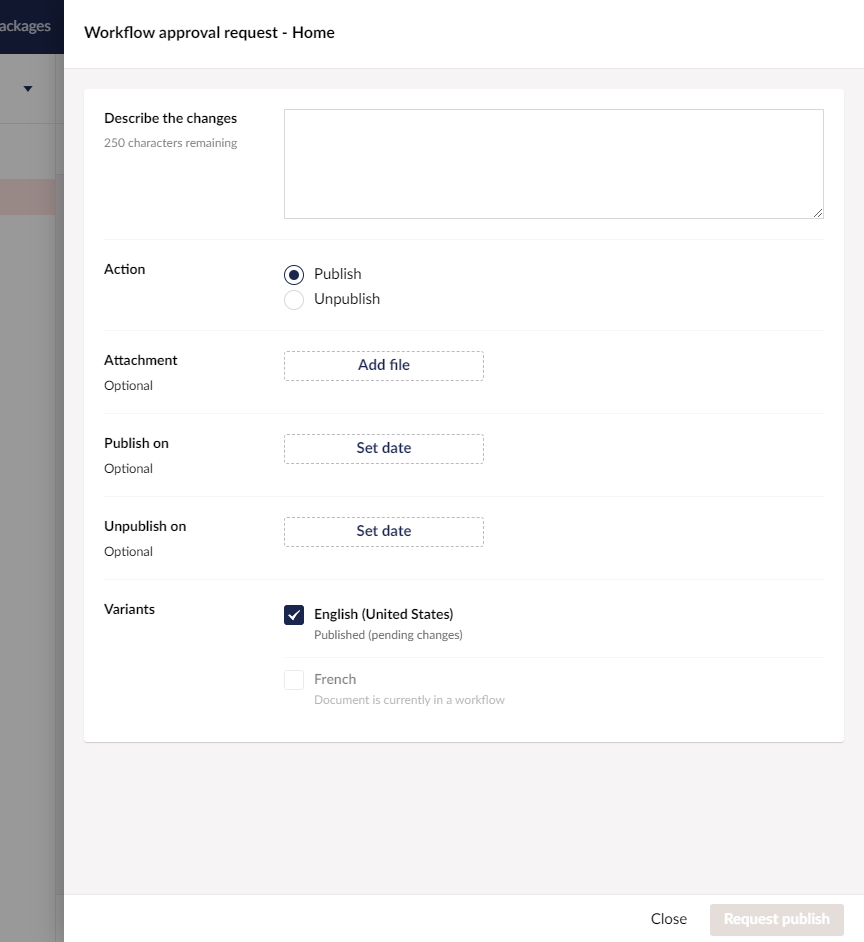 ackages
Workflow approval request - Home
Describe the changes
250 characters remaining
Action
Publish
Unpublish
Attachment
Optional
Add file
Publish on
Optional
Set date
Unpublish on
Optional
Set date
Variants
English (United States)
Published (pending changes)
French
Document is currently in a workflow
Close
Request publish